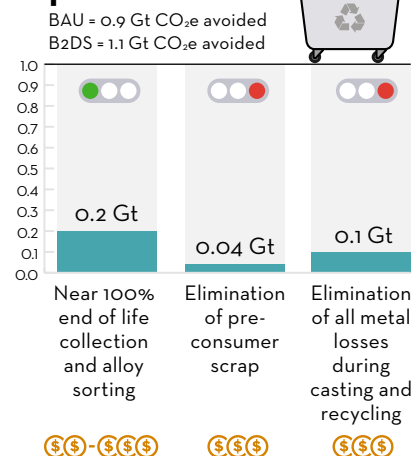 BAU = 0.9 Gt CO₂e avoided
B2DS = 1.1 Gt CO₂e avoided
1.0
0.9
0.8
0.7
0.6
0.5
0.4
0.3
0.2
0.1
0.0
0.2 Gt
0.04 Gt
0.1 Gt
Near 100%
end of life
collection
and alloy
sorting
Elimination
of pre-
consumer
scrap
Elimination
of all metal
losses
during
casting and
recycling
$$-$$$
$$$
$$$